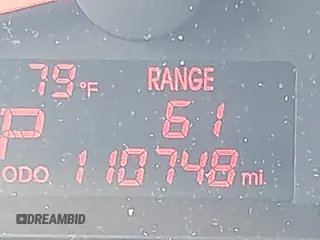 79°F RANGE
P 61
ODO 110748 mi
DREAMBID